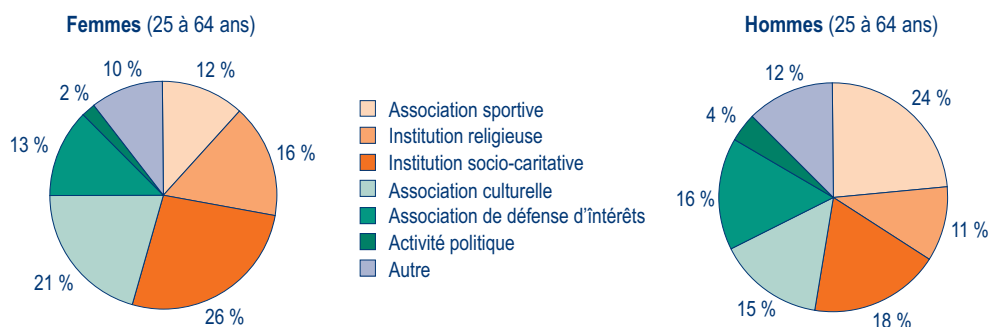 Femmes (25 à 64 ans)
10 %
12 %
2 %
13 %
16 %
21 %
26 %
Association sportive
Institution religieuse
Institution socio-caritative
Association culturelle
Association de défense d’întérêts
Activité politique
Autre
Hommes (25 à 64 ans)
12 %
24 %
4 %
16 %
11 %
15 %
18 %